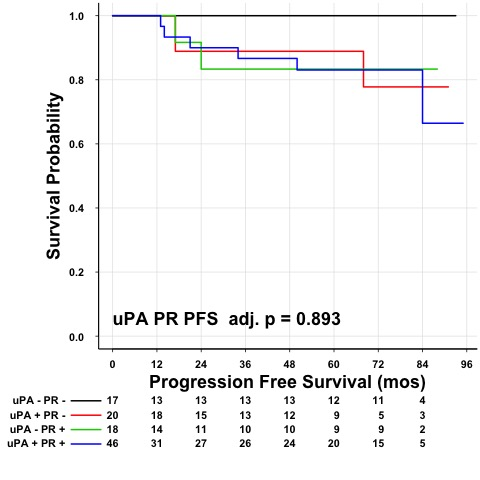 1.0
0.8
0.6
0.4
0.2
0.0
Survival Probability
uPA PR PFS adj. p = 0.893
0 12 24 36 48 60 72 84 96
Progression Free Survival (mos)
uPA - PR - 17 13 13 13 13 12 11 4
uPA + PR - 20 18 15 13 12 9 5 3
uPA - PR + 18 14 11 10 10 9 9 2
uPA + PR + 46 31 27 26 24 20 15 5